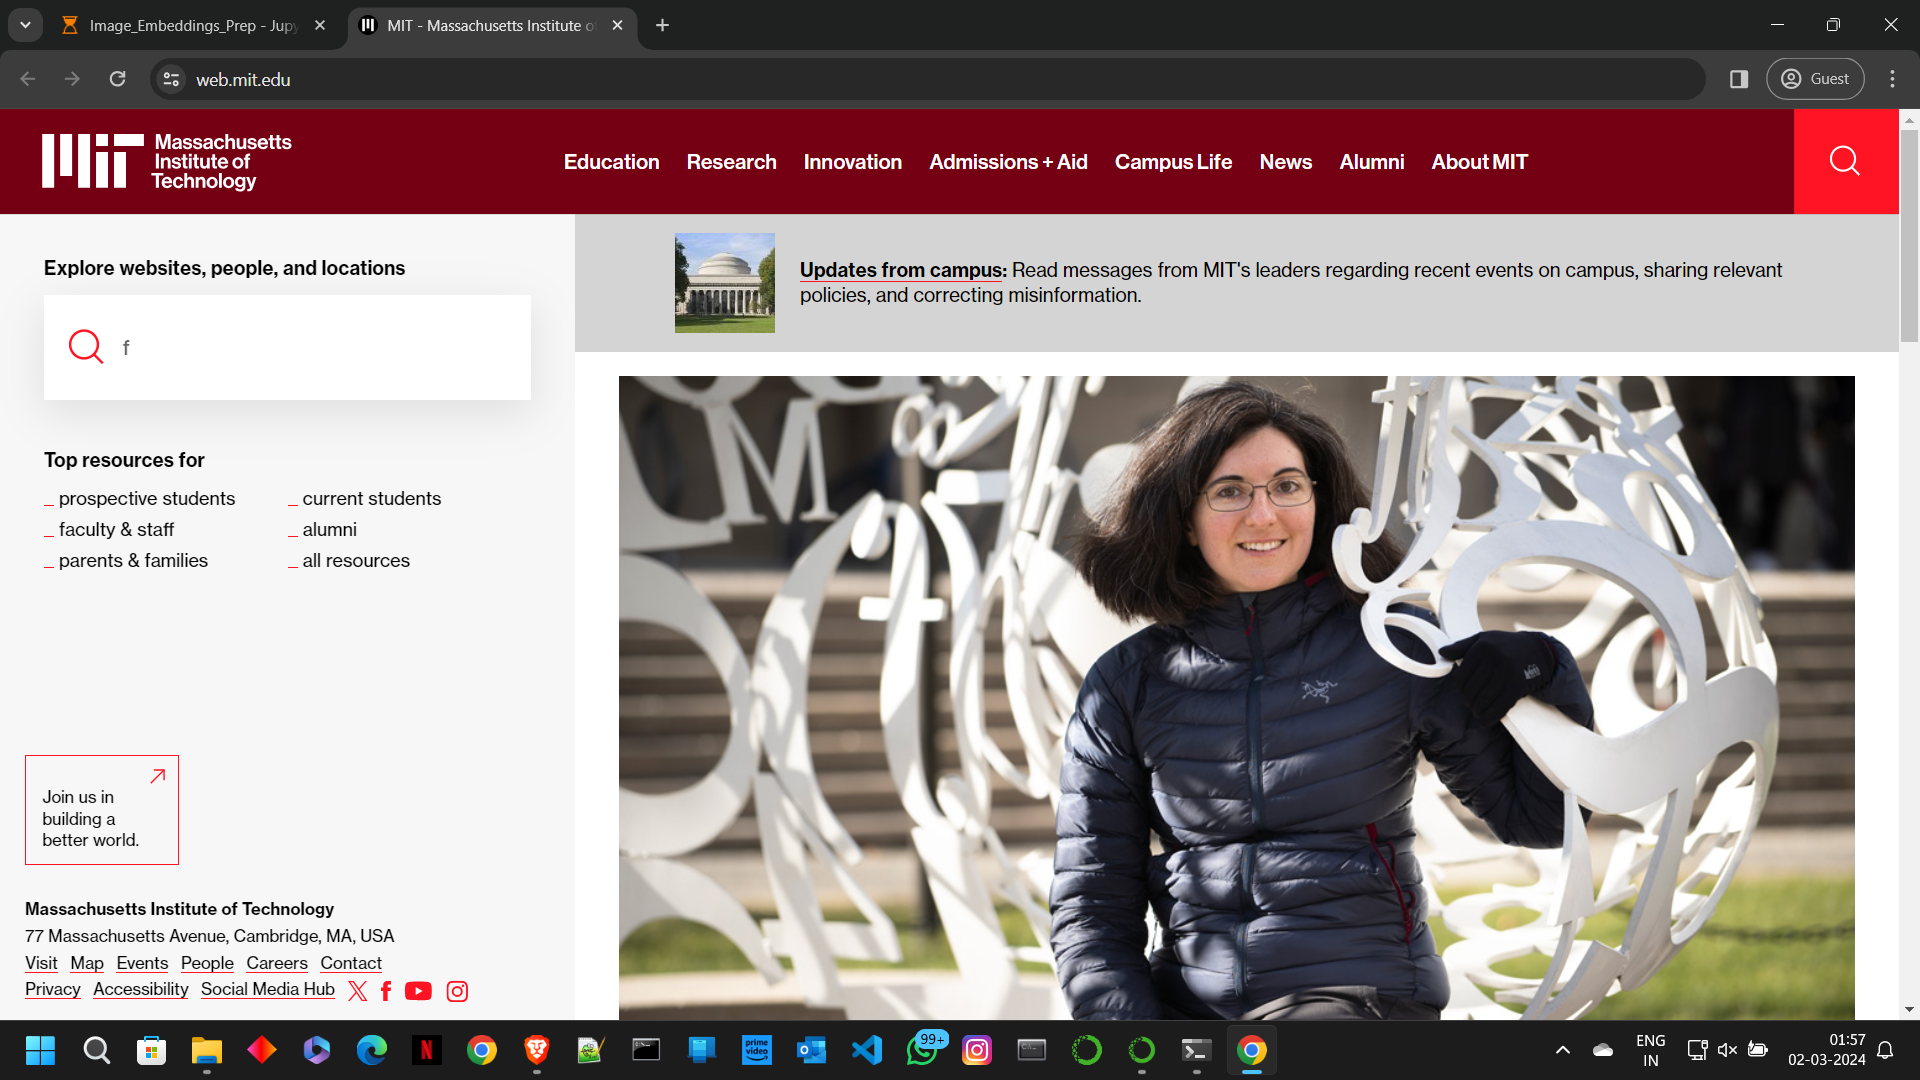 Image_Embeddings_Prep - Jupy
MIT - Massachusetts Institute of
web.mit.edu
Guest
Massachusetts
Institute of
Technology
Education Research Innovation Admissions + Aid Campus Life News Alumni About MIT
Explore websites, people, and locations
f
Updates from campus: Read messages from MIT's leaders regarding recent events on campus, sharing relevant
policies, and correcting misinformation.
Top resources for
prospective students
current students
faculty & staff
alumni
parents & families
all resources
Join us in
building a
better world.
Massachusetts Institute of Technology
77 Massachusetts Avenue, Cambridge, MA, USA
Visit Map Events People Careers Contact
Privacy Accessibility Social Media Hub
prime
video
99+
ENG
IN
01:57
02-03-2024